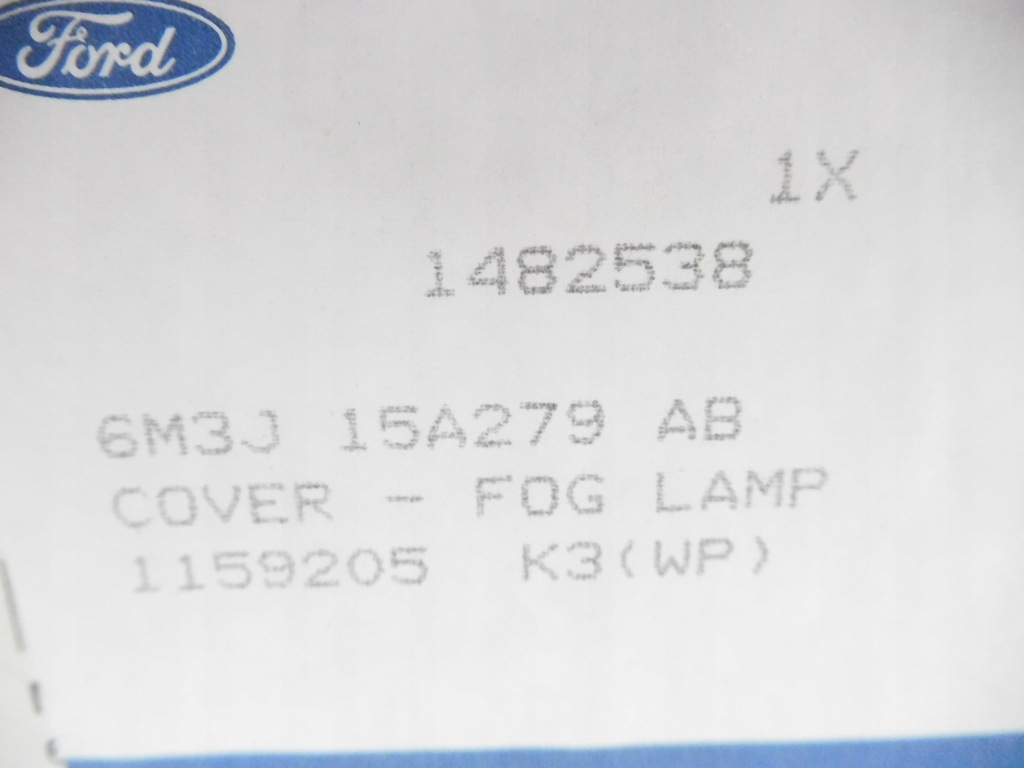 Ford
1X
1482538
6M3J 15A279 AB
COVER - FOG LAMP
1159205 K3(WP)